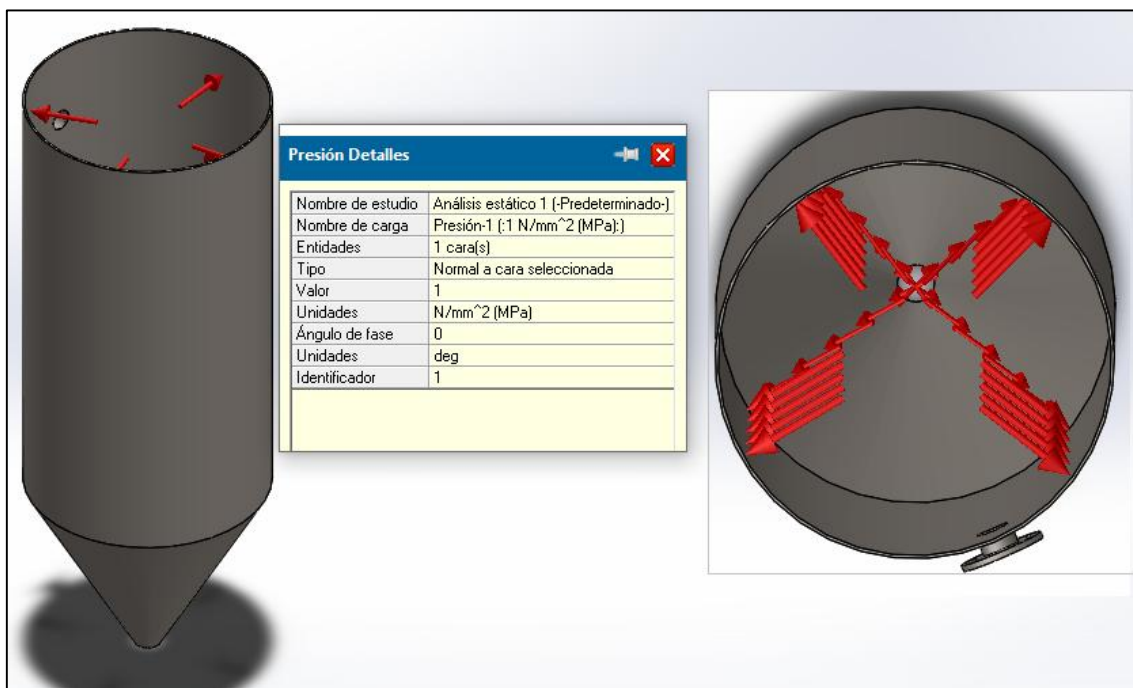 Presión Detalles
Nombre de estudio Análisis estático 1 (-Predeterminado-)
Nombre de carga Presión-1 (:1 N/mm^2 (MPa):)
Entidades 1 cara(s)
Tipo Normal a cara seleccionada
Valor 1
Unidades N/mm^2 (MPa)
Ángulo de fase 0
Unidades deg
Identificador 1